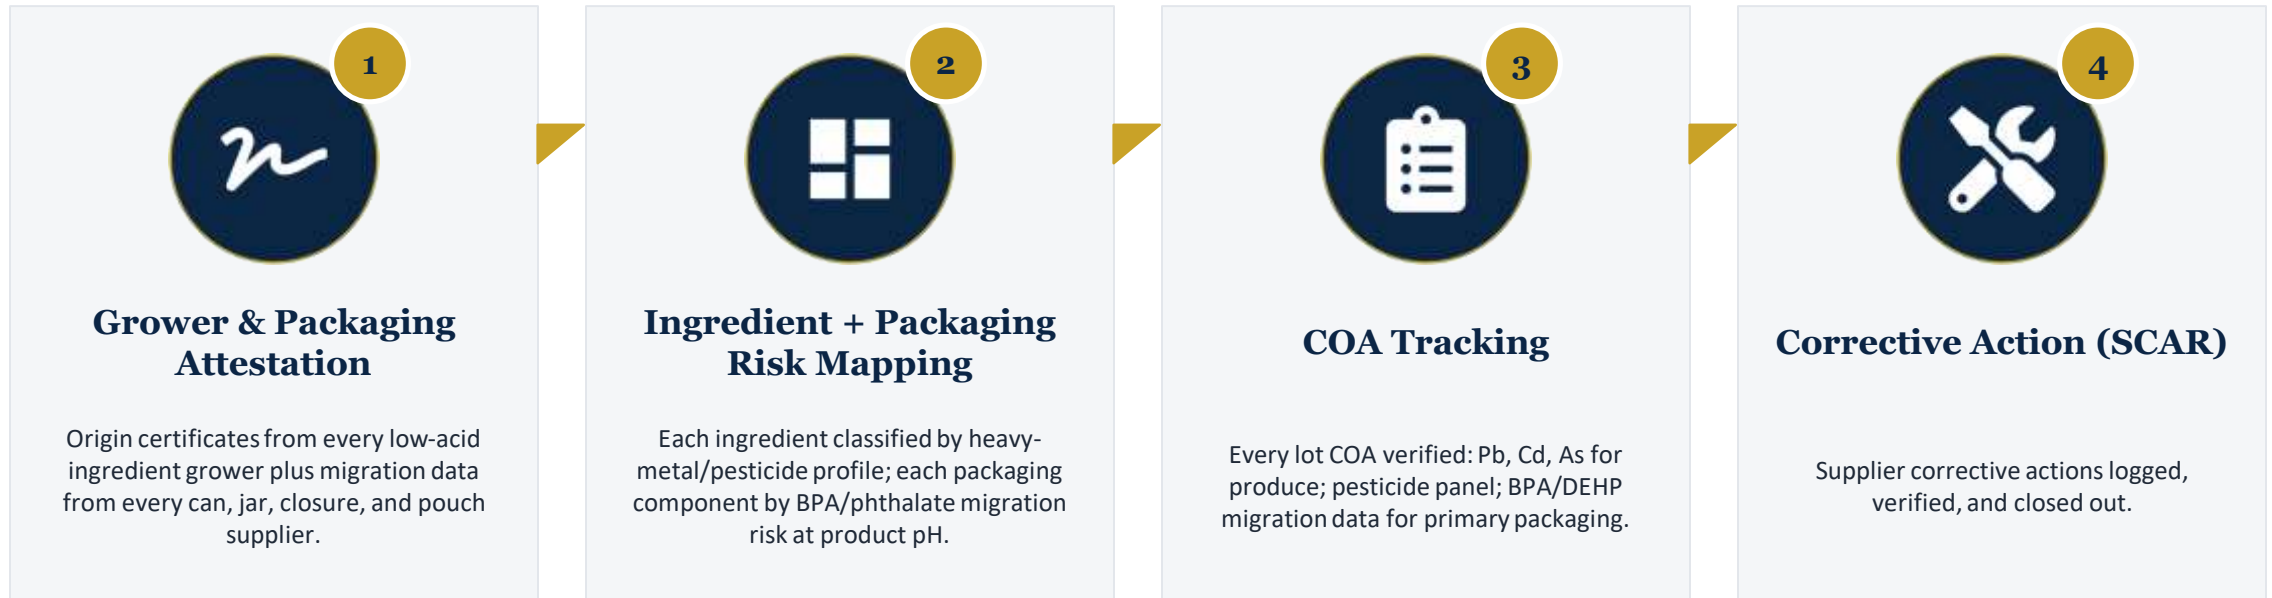 1
Grower & Packaging
Attestation
Origin certificates from every low-acid
ingredient grower plus migration data
from every can, jar, closure, and pouch
supplier.
2
Ingredient + Packaging
Risk Mapping
Each ingredient classified by heavy-
metal/pesticide profile; each packaging
component by BPA/phthalate migration
risk at product pH.
3
COA Tracking
Every lot COA verified: Pb, Cd, As for
produce; pesticide panel; BPA/DEHP
migration data for primary packaging.
4
Corrective Action (SCAR)
Supplier corrective actions logged,
verified, and closed out.